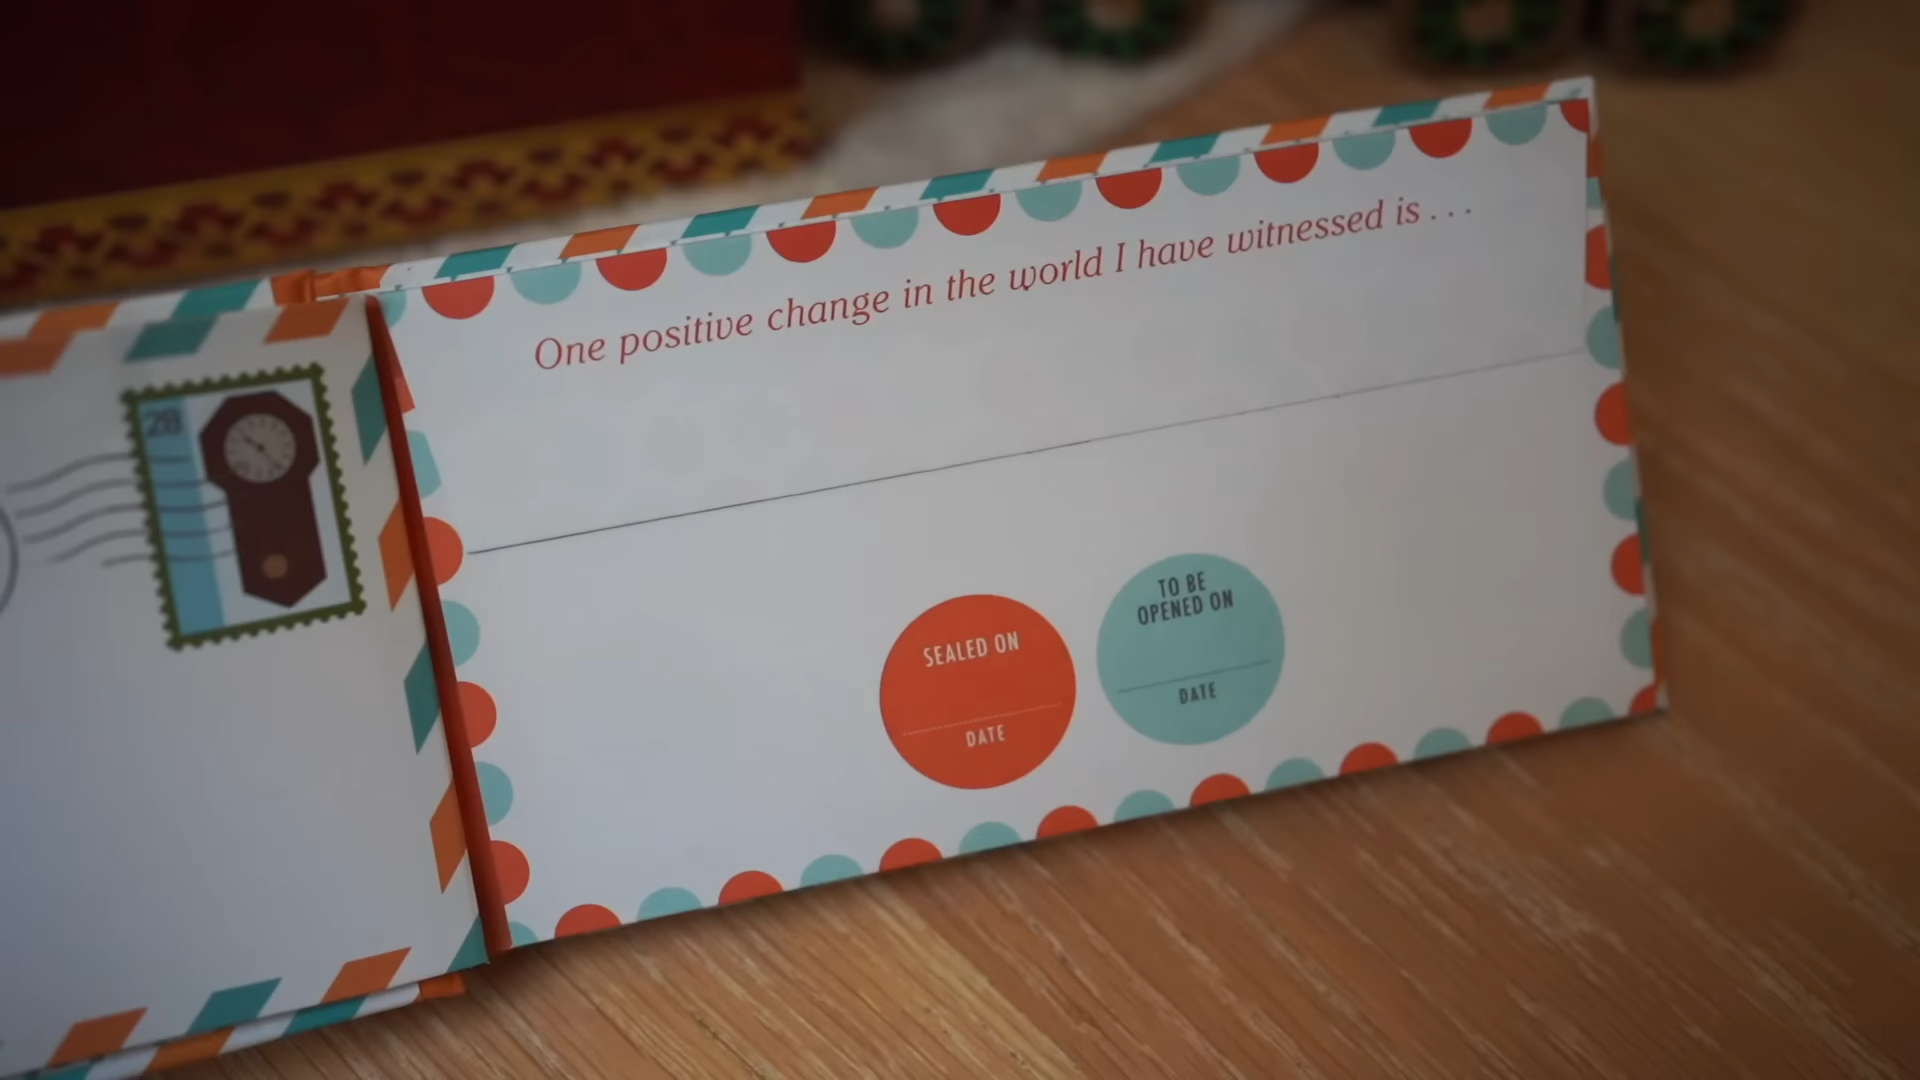 One positive change in the world I have witnessed is . . .
28
SEALED ON
DATE
TO BE
OPENED ON
DATE